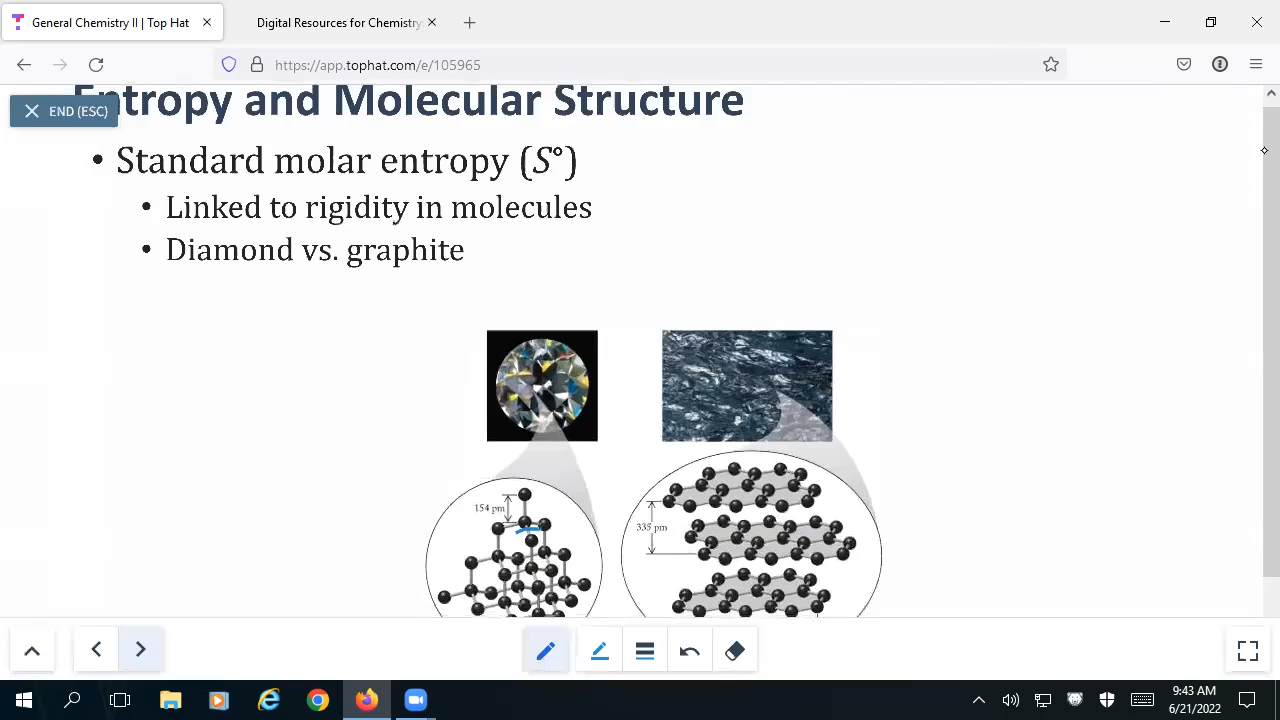 General Chemistry II | Top Hat
Digital Resources for Chemistry
https://app.tophat.com/e/105965
Entropy and Molecular Structure
END (ESC)
• Standard molar entropy (S°)
• Linked to rigidity in molecules
• Diamond vs. graphite
154 pm
335 pm
9:43 AM
6/21/2022